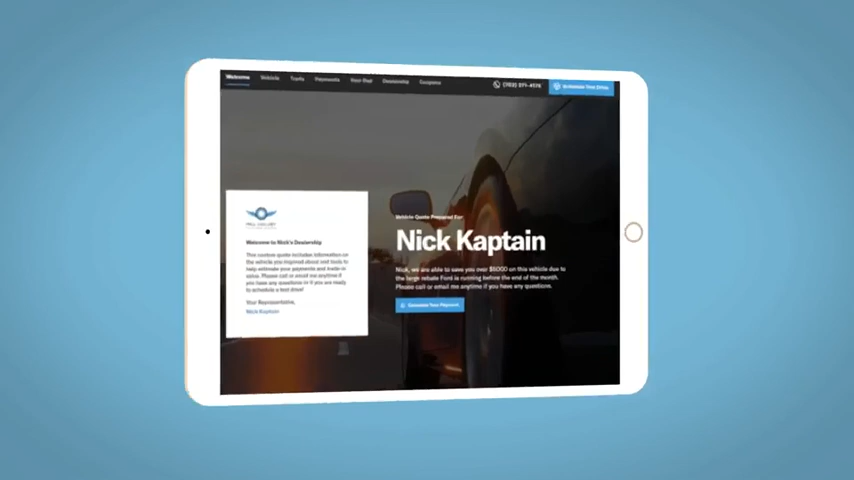 Welcome Vehicle Trade Payments Your Rep Dealership Coupons
Schedule Test Drive
Welcome to Nick's Dealership
This custom quote includes information on
the vehicle you inquired about and tools to
help estimate your payments and trade-in
value. Please call or email me anytime if
you have any questions or if you are ready
to schedule a test drive!
Your Representative,
Nick Kaptain
Vehicle Quote Prepared For:
Nick Kaptain
Nick, we are able to save you over $5000 on this vehicle due to
the large rebate Ford is running before the end of the month.
Please call or email me anytime if you have any questions.